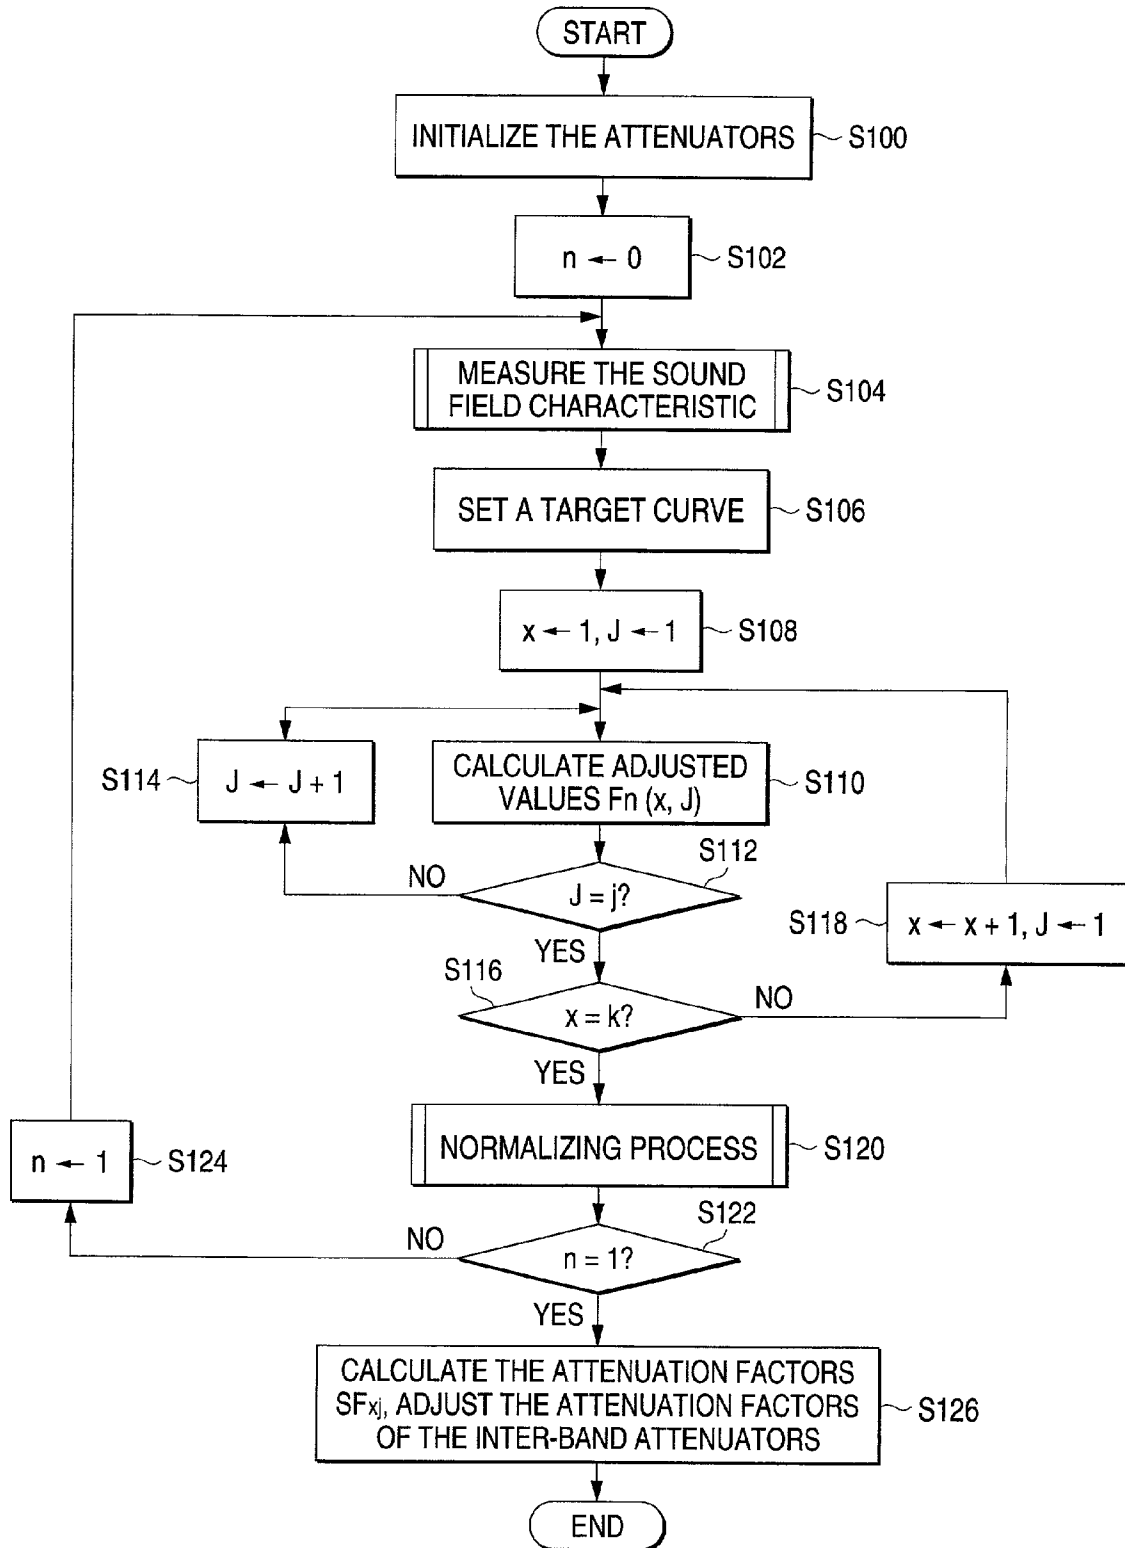 START
INITIALIZE THE ATTENUATORS
S100
n ← 0
S102
MEASURE THE SOUND
FIELD CHARACTERISTIC
S104
SET A TARGET CURVE
S106
x ← 1, J ← 1
S108
S114
J ← J + 1
CALCULATE ADJUSTED
VALUES Fn (x, J)
S110
S112
NO
J = j?
YES
S118
x ← x + 1, J ← 1
S116
x = k?
NO
YES
NORMALIZING PROCESS
S120
n ← 1
S124
S122
NO
n = 1?
YES
CALCULATE THE ATTENUATION FACTORS
SFxj, ADJUST THE ATTENUATION FACTORS
OF THE INTER-BAND ATTENUATORS
S126
END